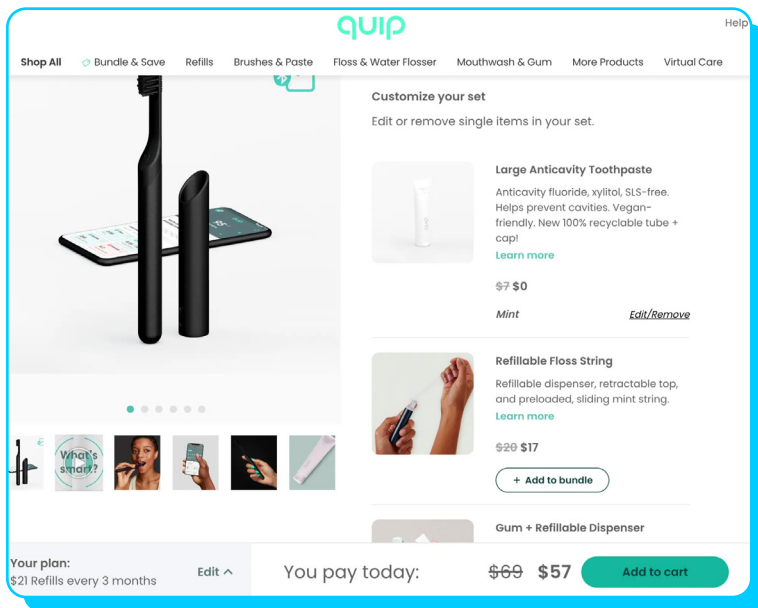 quip
Help
Shop All
Bundle & Save
Refills
Brushes & Paste
Floss & Water Flosser
Mouthwash & Gum
More Products
Virtual Care
What's
smart?
Customize your set
Edit or remove single items in your set.
Large Anticavity Toothpaste
Anticavity fluoride, xylitol, SLS-free.
Helps prevent cavities. Vegan-
friendly. New 100% recyclable tube +
cap!
Learn more
$7 $0
Mint
Edit/Remove
Refillable Floss String
Refillable dispenser, retractable top,
and preloaded, sliding mint string.
Learn more
$20 $17
+ Add to bundle
Gum + Refillable Dispenser
Your plan:
$21 Refills every 3 months
Edit
You pay today:
$69 $57
Add to cart